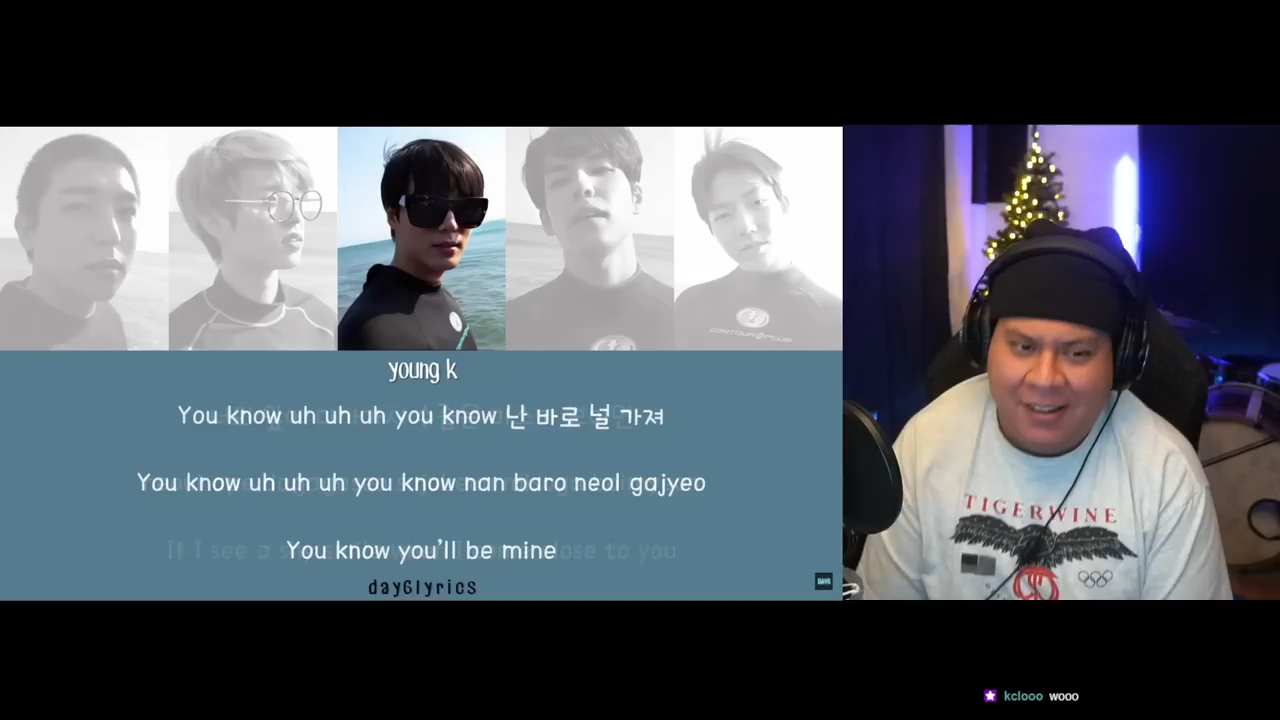 young k
You know uh uh uh you know 난 바로 널 가져
You know uh uh uh you know nan baro neol gajyeo
You know you'll be mine
day6lyrics
TIGERWINE
kclooo wooo